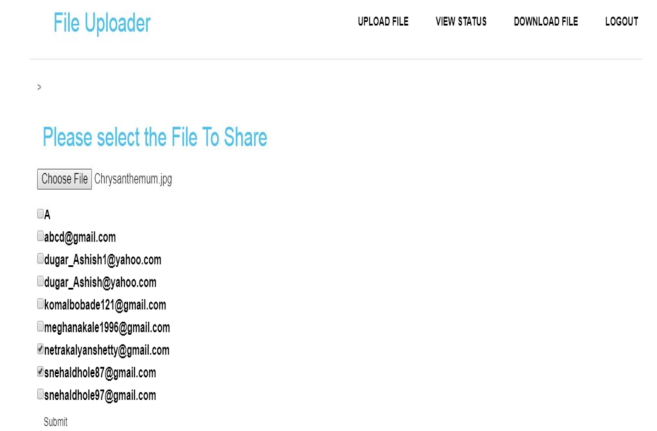 File Uploader UPLOAD FILE VIEW STATUS DOWNLOAD FILE LOGOUT
>
Please select the File To Share
Choose File Chrysanthemum.jpg
A
abcd@gmail.com
dugar_Ashish1@yahoo.com
dugar_Ashish@yahoo.com
komalbobade121@gmail.com
meghanakale1996@gmail.com
netrakalyanshetty@gmail.com
snehaldhole87@gmail.com
snehaldhole97@gmail.com
Submit